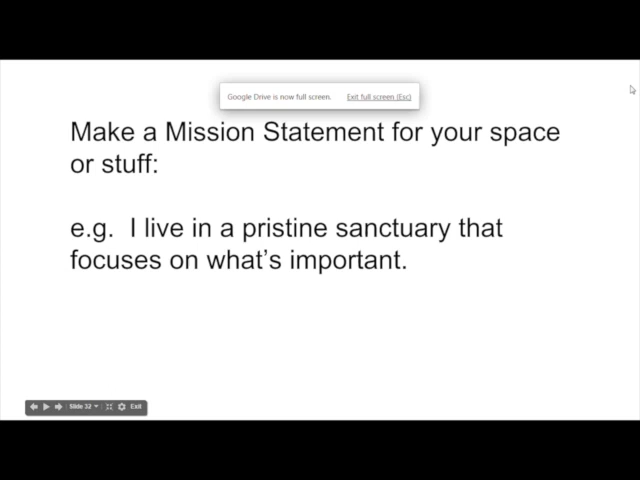 Google Drive is now full screen. Exit full screen (Esc)
Make a Mission Statement for your space
or stuff:
e.g. I live in a pristine sanctuary that
focuses on what's important.
Slide 32 Exit